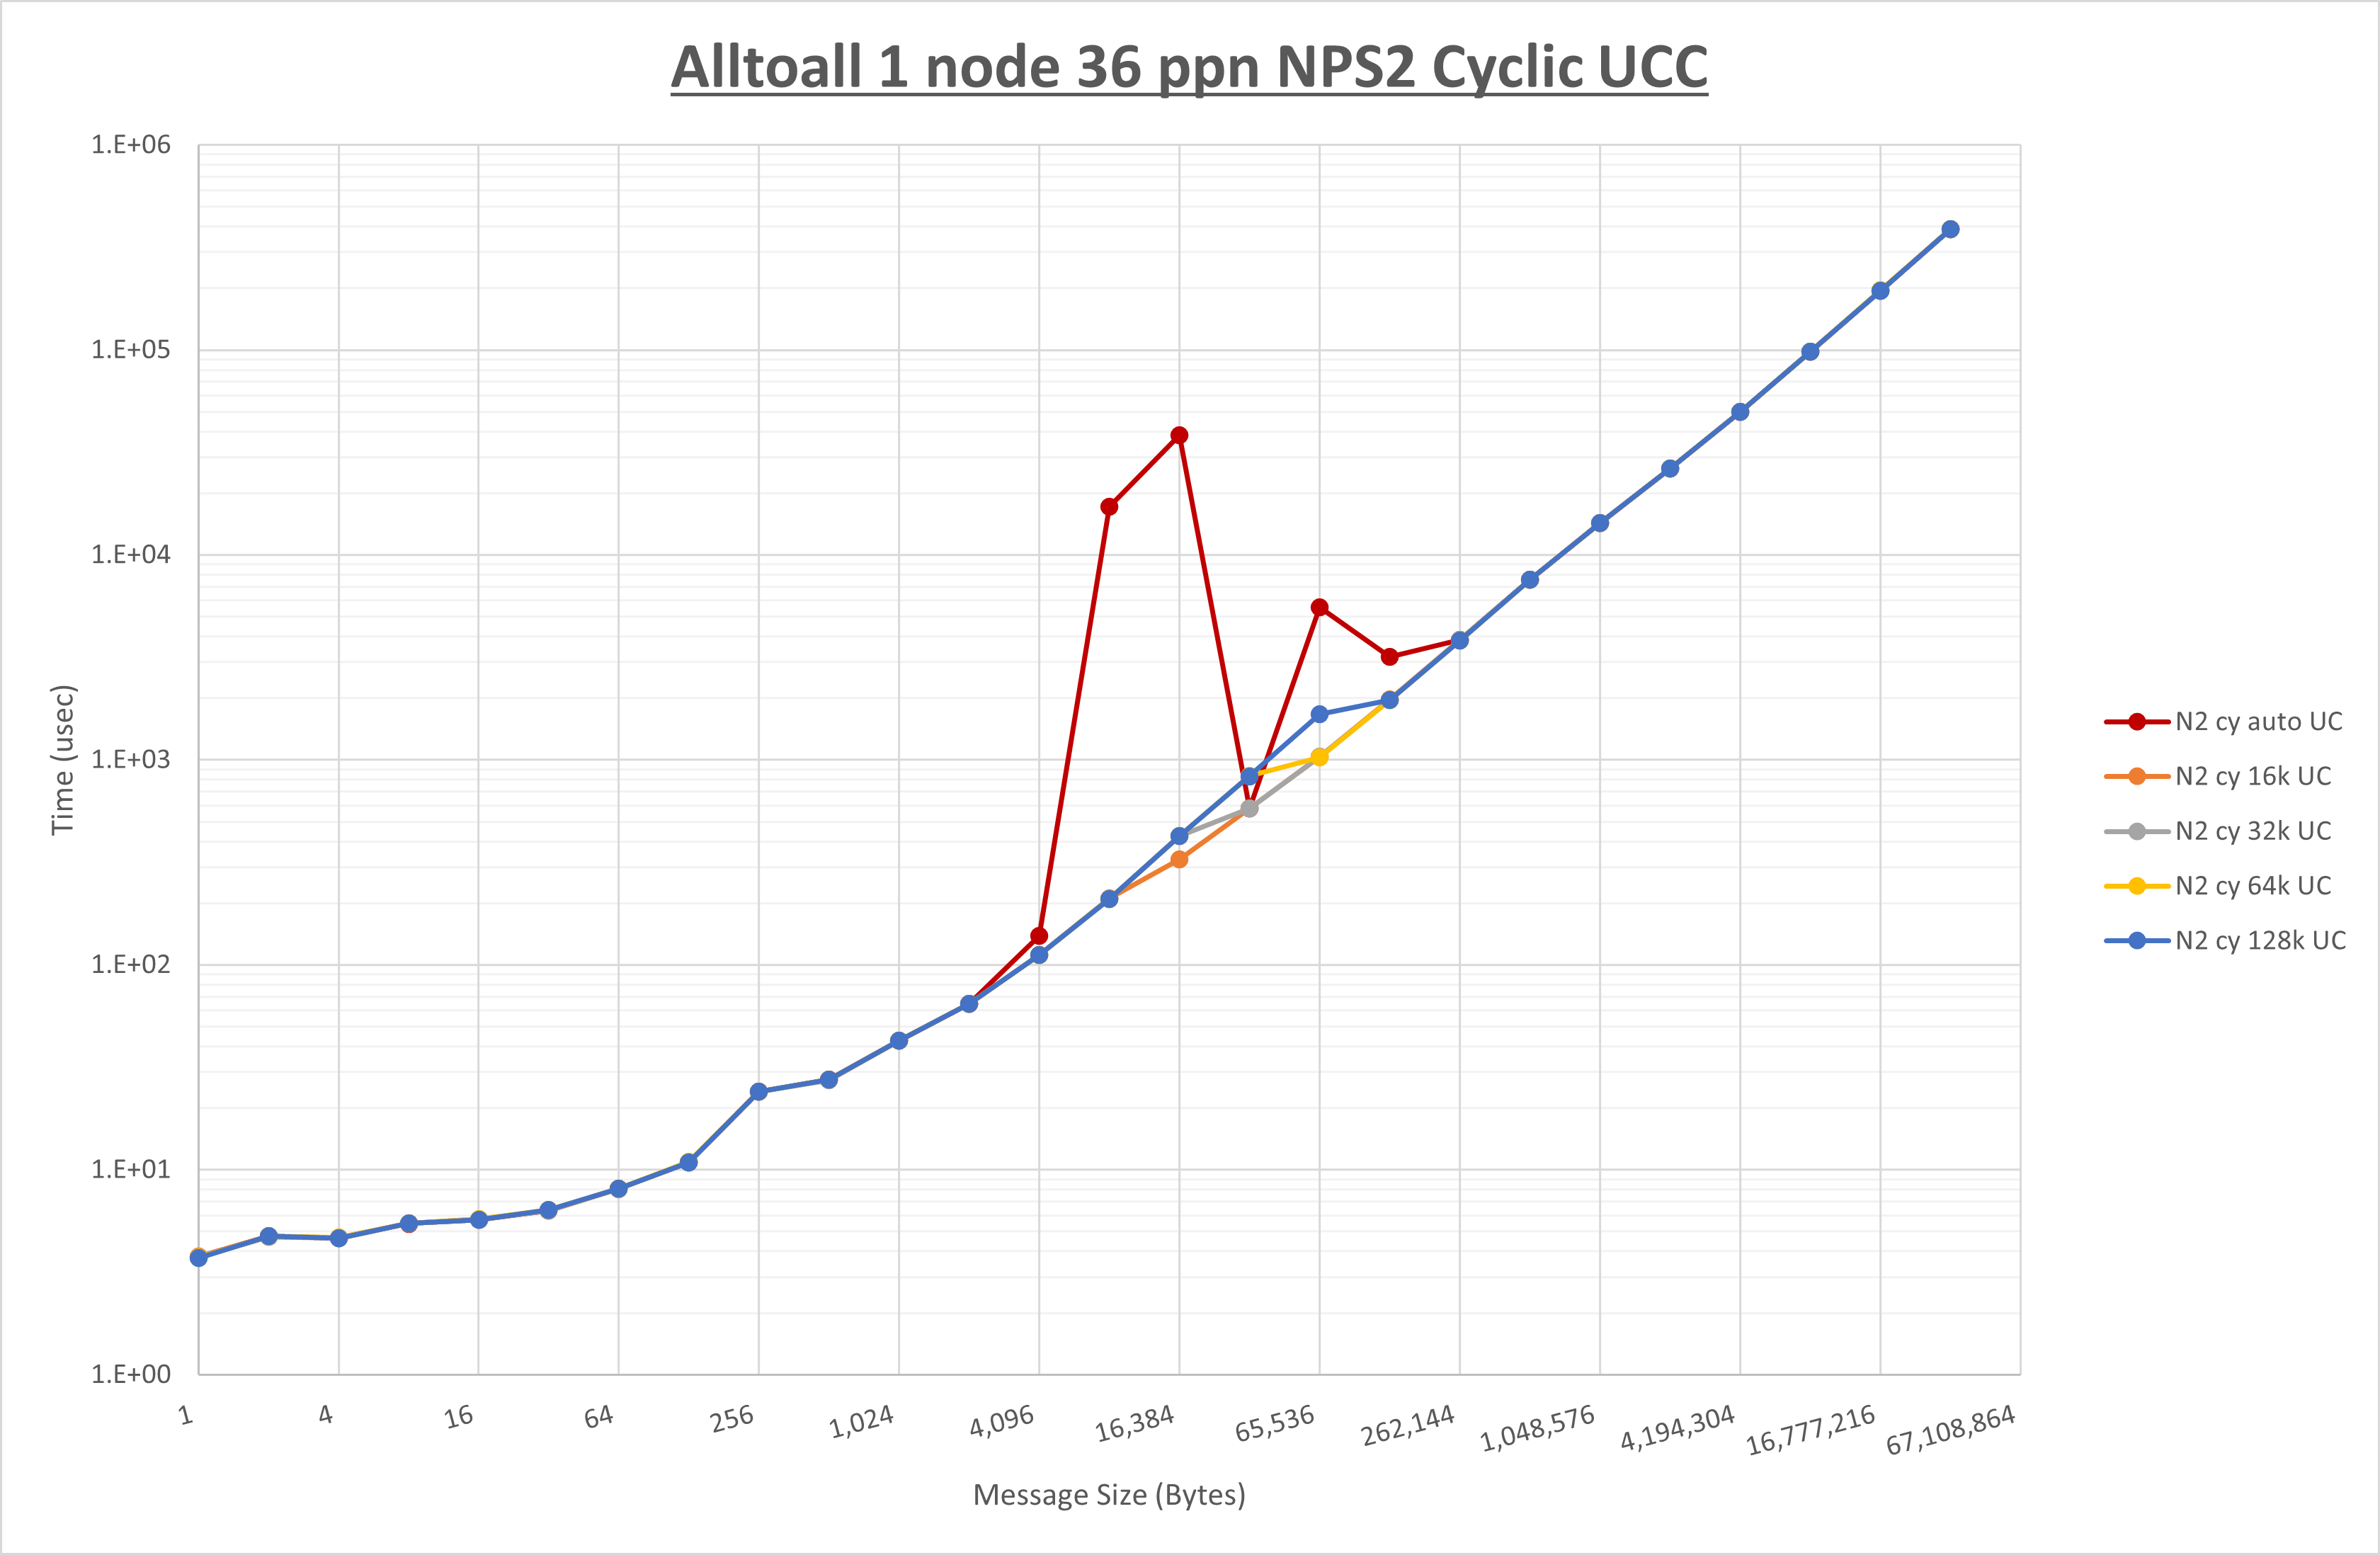 Alltoall 1 node 36 ppn NPS2 Cyclic UCC
1.E+06
1.E+05
1.E+04
1.E+03
1.E+02
1.E+01
1.E+00
Time (usec)
1
4
16
64
256
1,024
4,096
16,384
65,536
262,144
1,048,576
4,194,304
16,777,216
67,108,864
Message Size (Bytes)
N2 cy auto UC
N2 cy 16k UC
N2 cy 32k UC
N2 cy 64k UC
N2 cy 128k UC